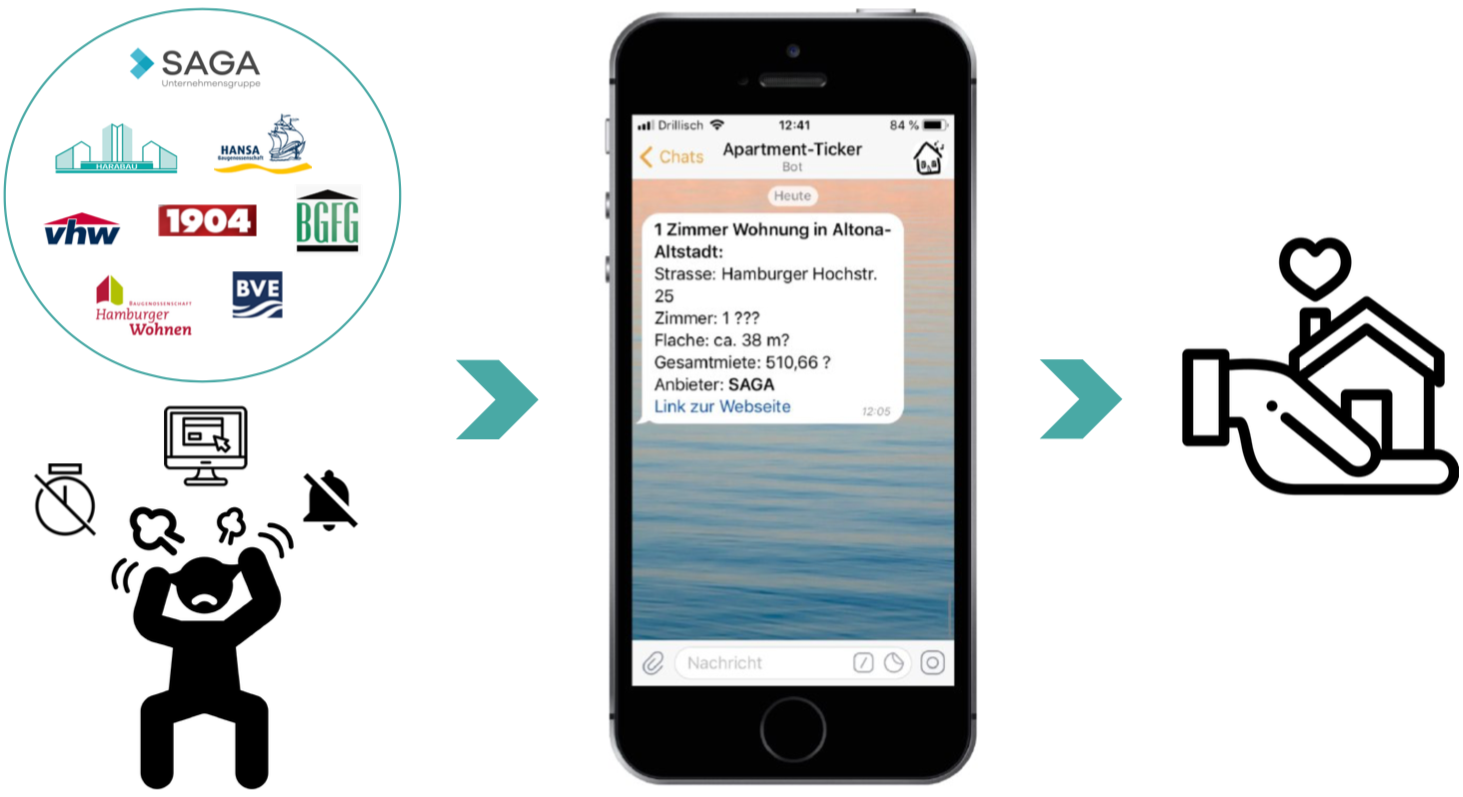 SAGA
Unternehmensgruppe
HARABAU
HANSA
Baugenossenschaft
vhw
1904
BGFG
BAUGENOSSENSCHAFT
Hamburger
Wohnen
BVE
Drillisch
12:41
84 %
Chats
Apartment-Ticker
Bot
Heute
1 Zimmer Wohnung in Altona-
Altstadt:
Strasse: Hamburger Hochstr.
25
Zimmer: 1 ???
Flache: ca. 38 m?
Gesamtmiete: 510,66 ?
Anbieter: SAGA
Link zur Webseite
12:05
Nachricht